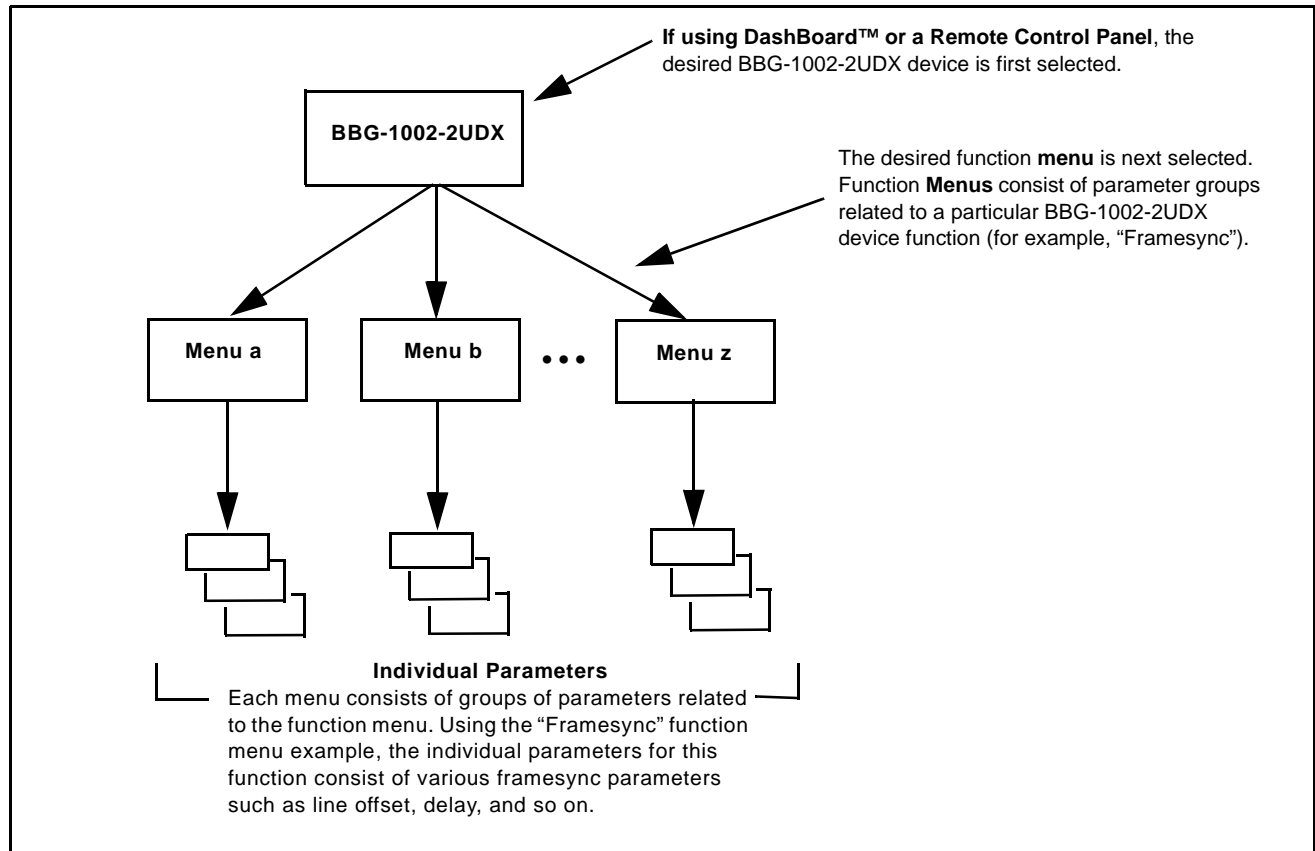 If using DashBoard™ or a Remote Control Panel, the
desired BBG-1002-2UDX device is first selected.
BBG-1002-2UDX
The desired function menu is next selected.
Function Menus consist of parameter groups
related to a particular BBG-1002-2UDX
device function (for example, “Framesync”).
Menu a
Menu b
• • •
Menu z
Individual Parameters
Each menu consists of groups of parameters related
to the function menu. Using the “Framesync” function
menu example, the individual parameters for this
function consist of various framesync parameters
such as line offset, delay, and so on.